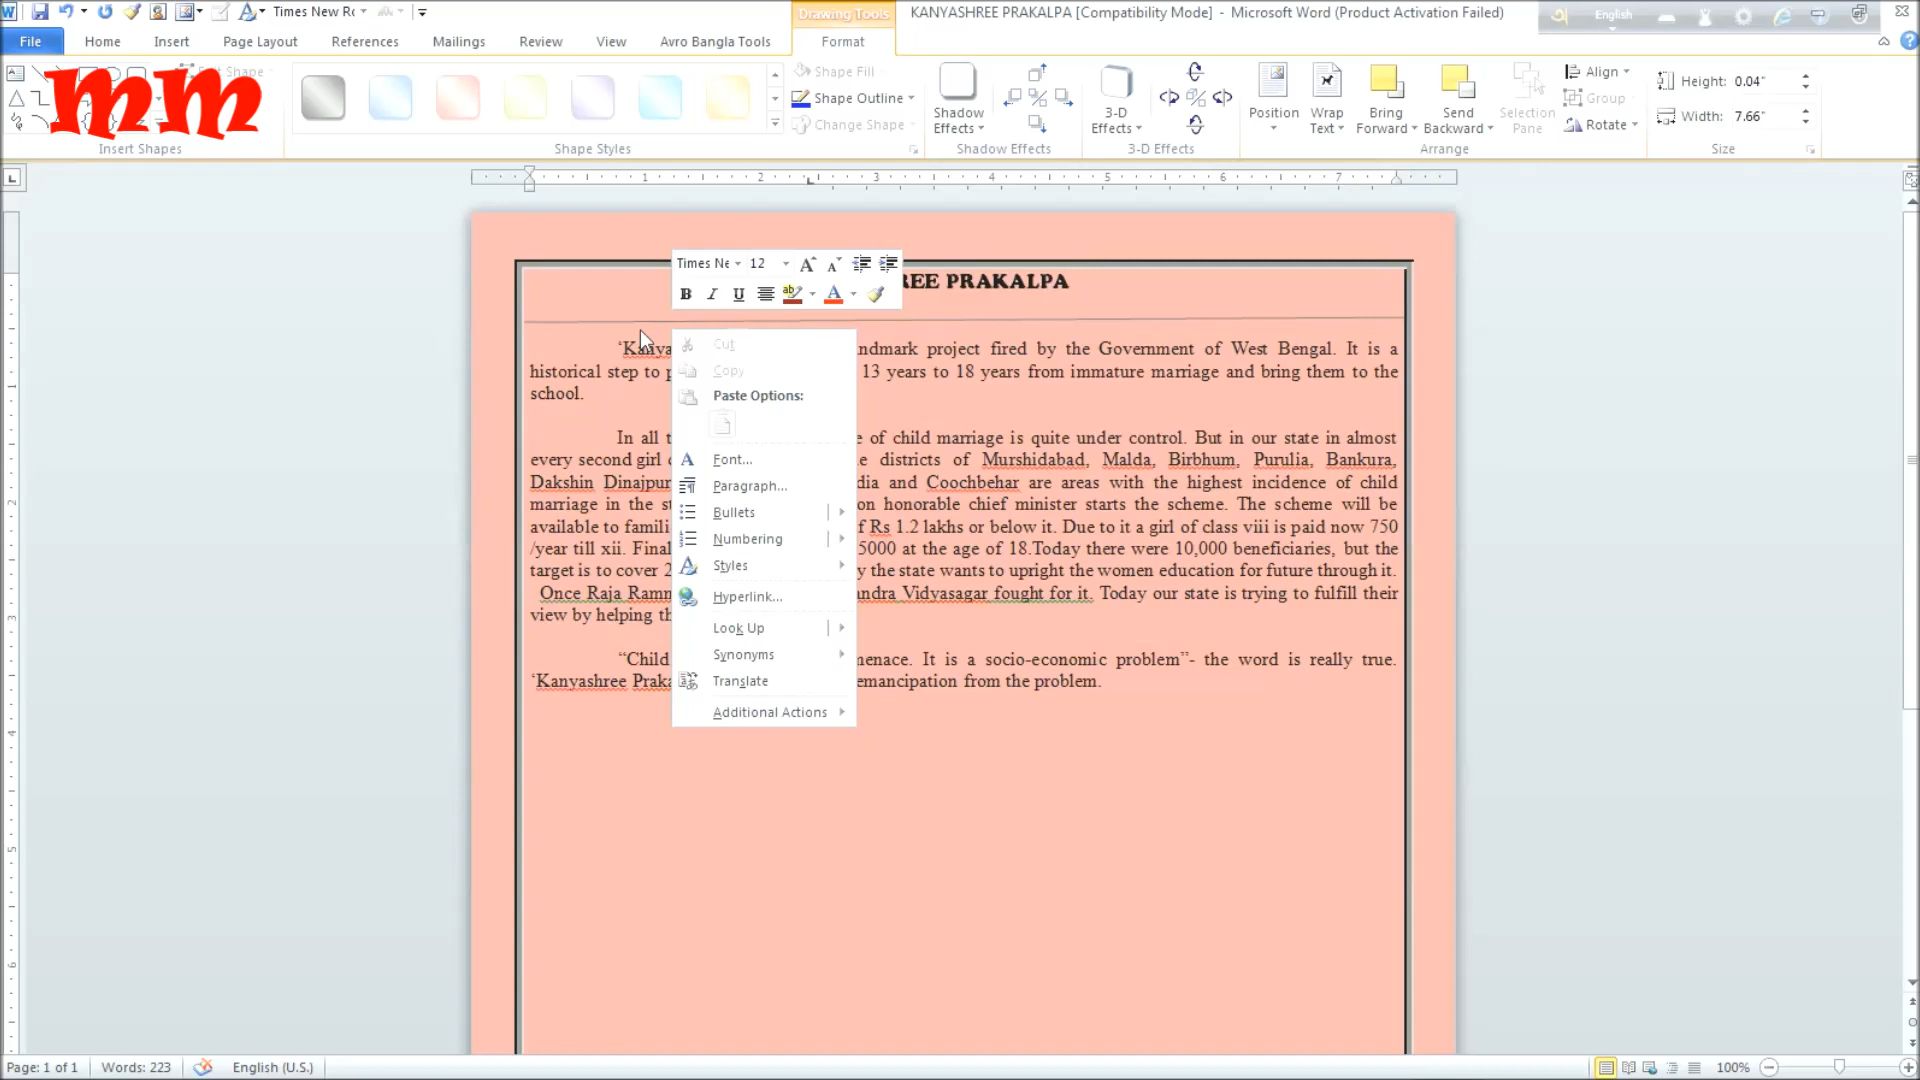 Times New Ro
KANYASHREE PRAKALPA [Compatibility Mode] - Microsoft Word (Product Activation Failed)
Drawing Tools
English
File Home Insert Page Layout References Mailings Review View Avro Bangla Tools Format
mm
Shape Fill
Shape Outline
Change Shape
Shadow Effects
3-D Effects
Position
Wrap Text
Bring Forward
Send Backward
Selection Pane
Align
Group
Rotate
Height: 0.04"
Width: 7.66"
Insert Shapes Shape Styles Shadow Effects 3-D Effects Arrange Size
1 2 3 4 5 6 7
Times Ne 12
B I U
REE PRAKALPA
‘Kanya
ndmark project fired by the Government of West Bengal. It is a
historical step to p
13 years to 18 years from immature marriage and bring them to the
school.
In all t
e of child marriage is quite under control. But in our state in almost
every second girl
e districts of Murshidabad, Malda, Birbhum, Purulia, Bankura,
Dakshin Dinajpur
dia and Coochbehar are areas with the highest incidence of child
marriage in the st
on honorable chief minister starts the scheme. The scheme will be
available to famili
f Rs 1.2 lakhs or below it. Due to it a girl of class viii is paid now 750
/year till xii. Final
5000 at the age of 18.Today there were 10,000 beneficiaries, but the
target is to cover 2
y the state wants to upright the women education for future through it.
Once Raja Ramn
andra Vidyasagar fought for it. Today our state is trying to fulfill their
view by helping th
“Child
menace. It is a socio-economic problem”- the word is really true.
‘Kanyashree Praka
emancipation from the problem.
Cut
Copy
Paste Options:
Font...
Paragraph...
Bullets
Numbering
Styles
Hyperlink...
Look Up
Synonyms
Translate
Additional Actions
Page: 1 of 1 Words: 223 English (U.S.) 100%